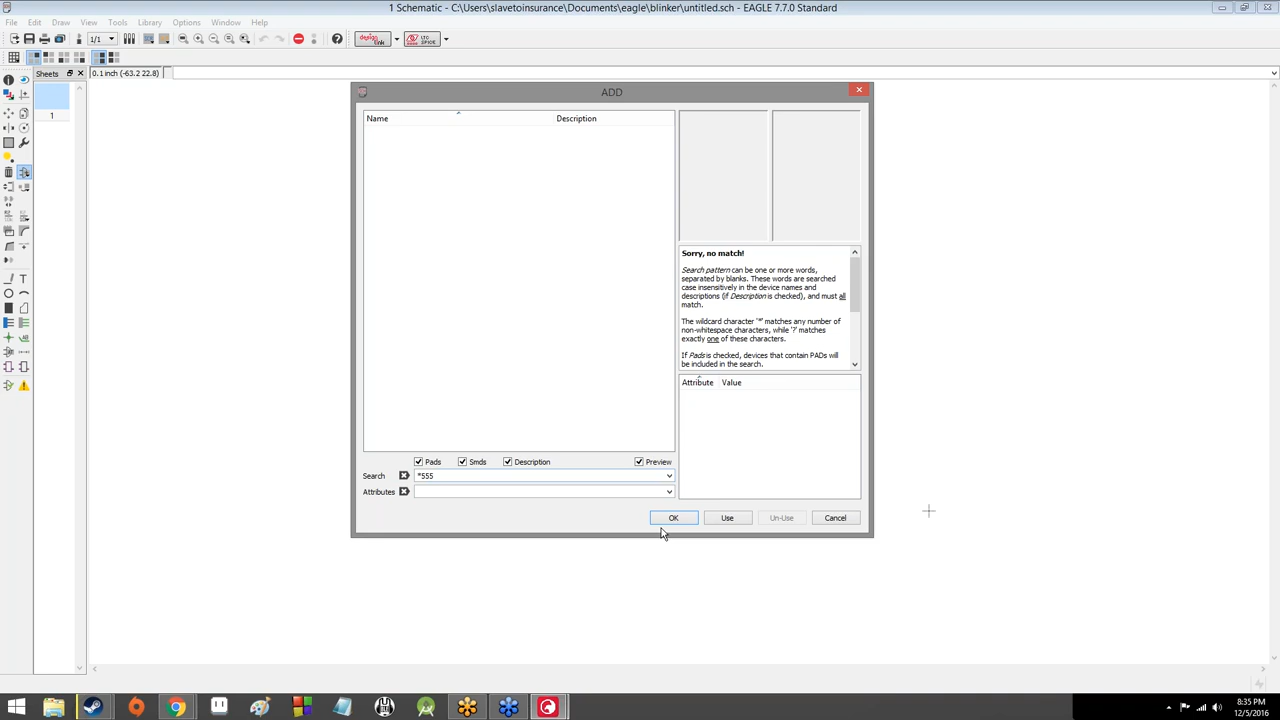 1 Schematic - C:\Users\slavetoinsurance\Documents\eagle\blinker\untitled.sch - EAGLE 7.7.0 Standard
File Edit Draw View Tools Library Options Window Help
1/1
design link
LTC SPICE
Sheets
0.1 inch (-63.2 22.8)
1
ADD
Name
Description
Sorry, no match!
Search pattern can be one or more words,
separated by blanks. These words are searched
case insensitively in the device names and
descriptions (if Description is checked), and must all
match.
The wildcard character '*' matches any number of
non-whitespace characters, while '?' matches
exactly one of these characters.
If Pads is checked, devices that contain PADs will
be included in the search.
Attribute Value
Pads Smds Description Preview
Search *555
Attributes
OK Use Un-Use Cancel
8:35 PM
12/5/2016